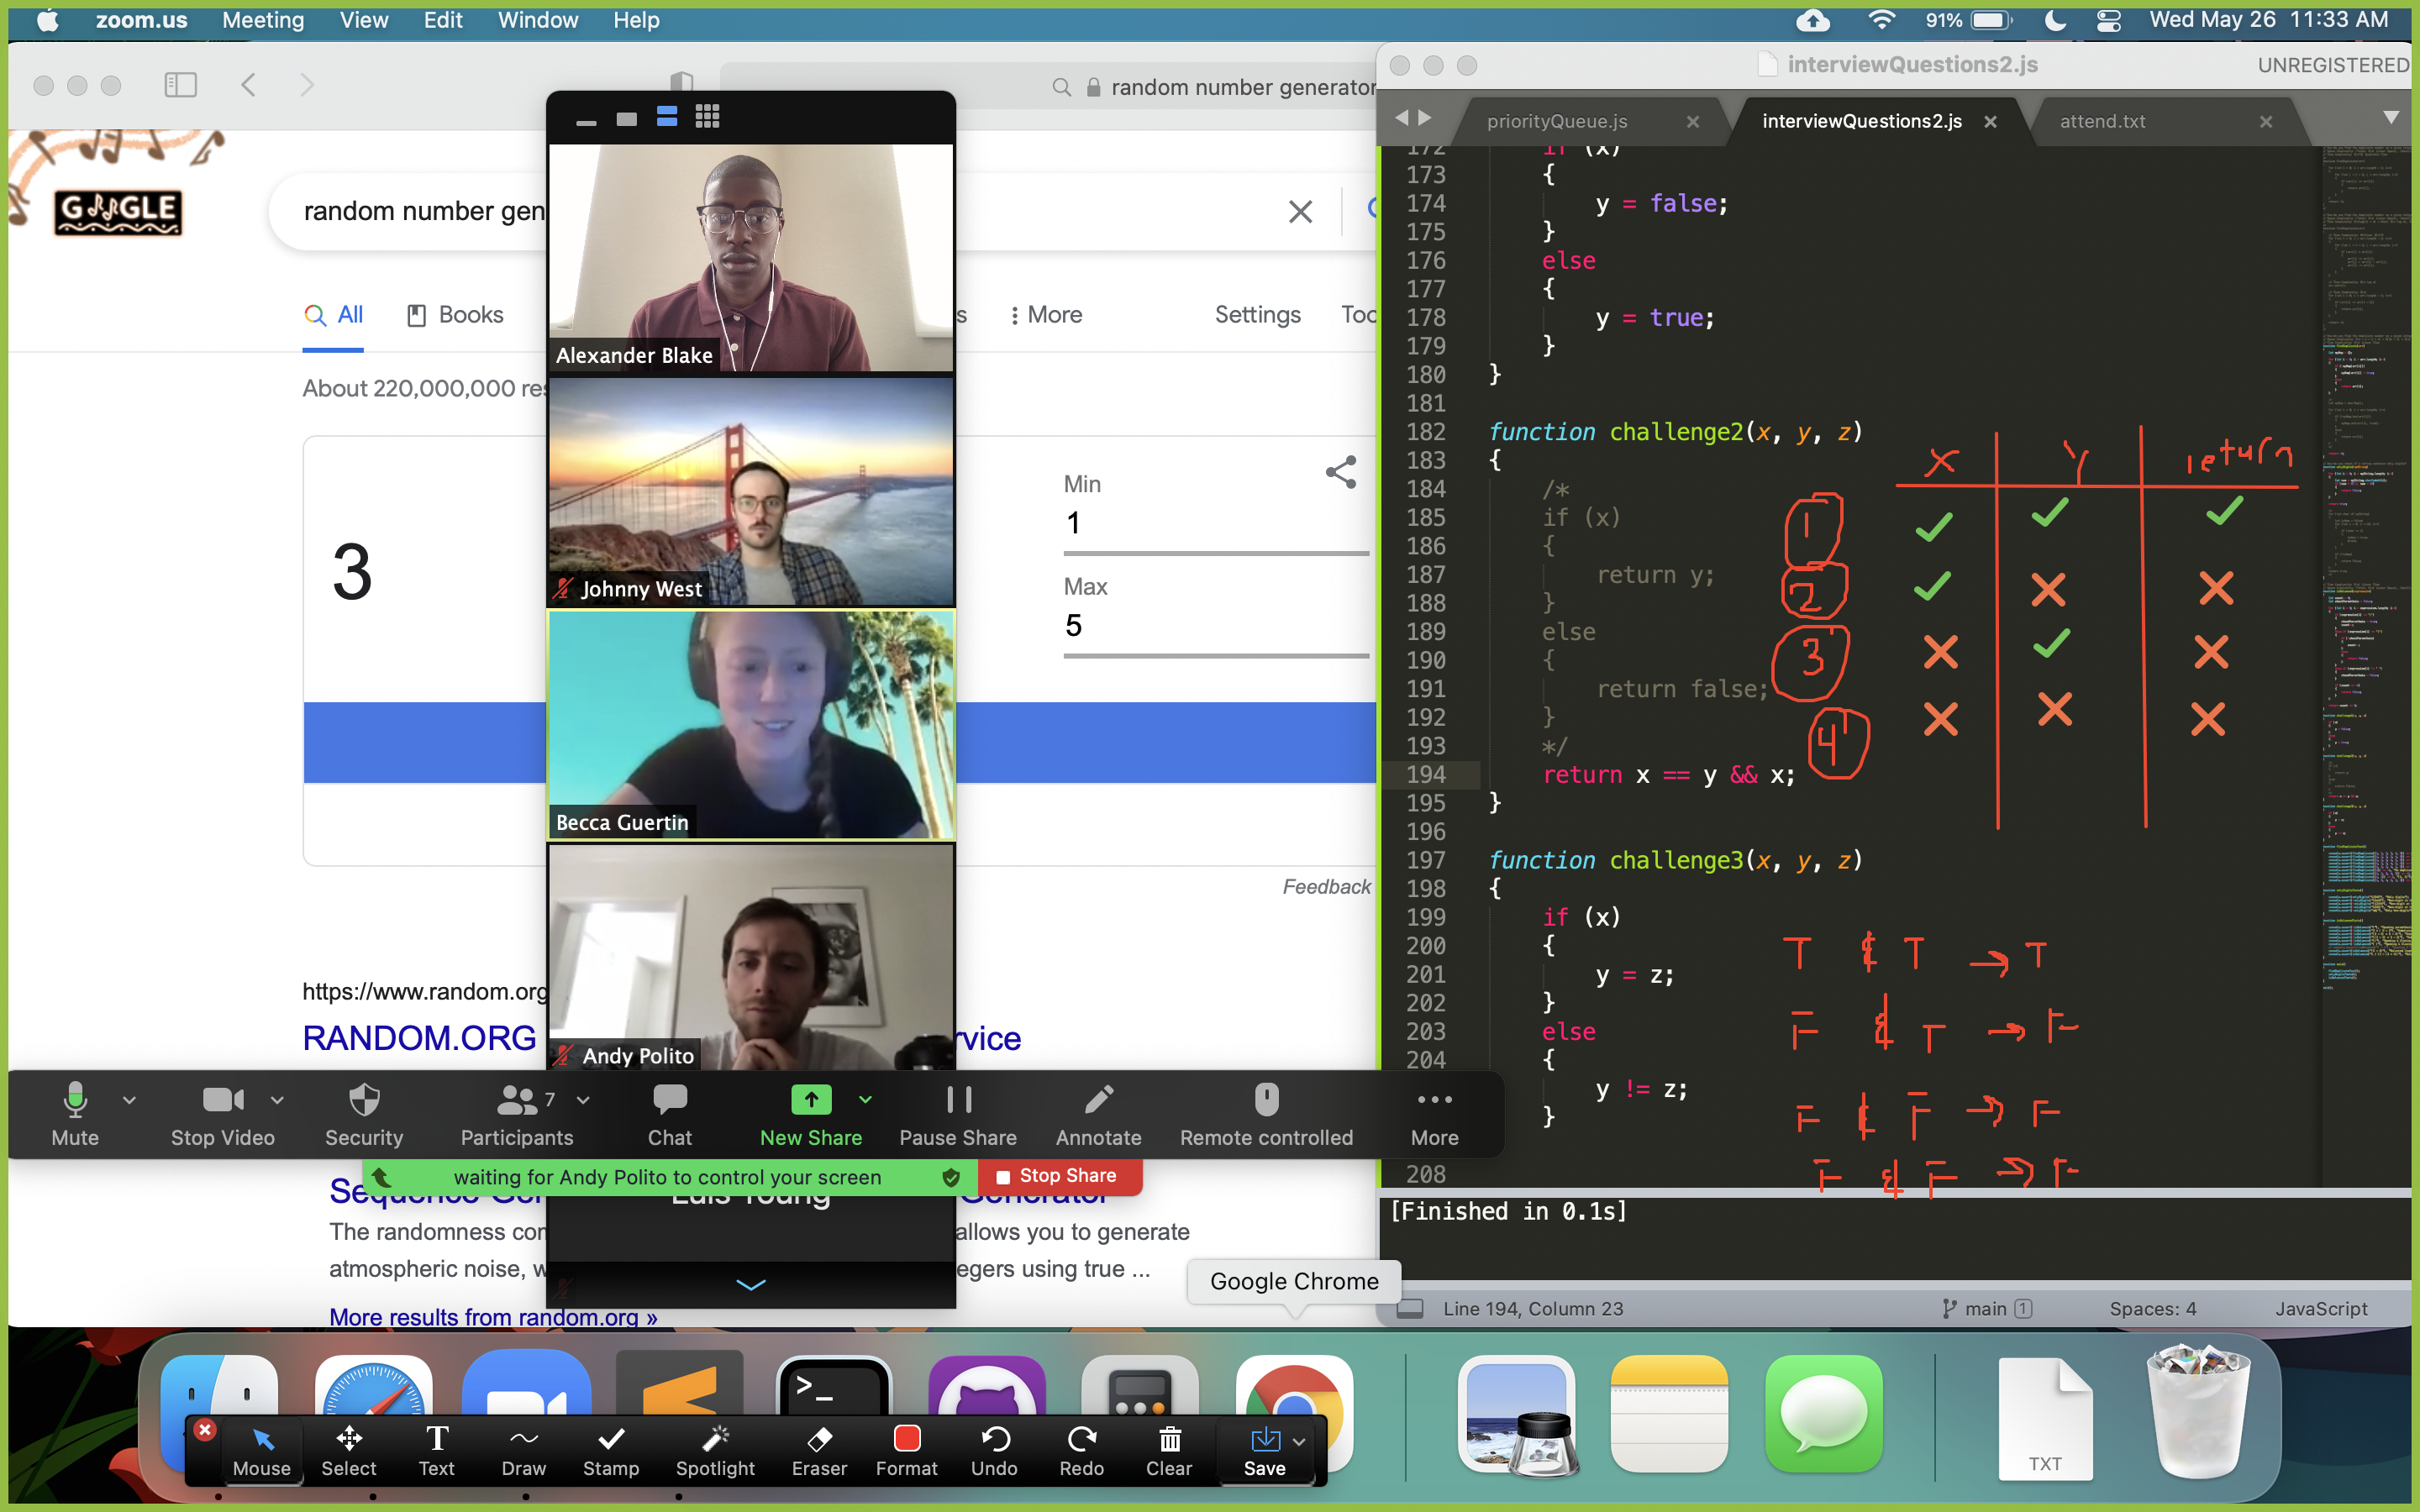 zoom.us Meeting View Edit Window Help 91% Wed May 26 11:33 AM
random number generator
GOOGLE
random number gen
All Books s More Settings Too
About 220,000,000 res
3
Min
1
Max
5
Feedback
https://www.random.org
RANDOM.ORG rvice
Sequence Gen Generator
The randomness com allows you to generate
atmospheric noise, w egers using true ...
More results from random.org »
Alexander Blake
Johnny West
Becca Guertin
Andy Polito
Luis Young
interviewQuestions2.js UNREGISTERED
priorityQueue.js × interviewQuestions2.js × attend.txt ×
172 if (x)
173 {
174 y = false;
175 }
176 else
177 {
178 y = true;
179 }
180 }
181
182 function challenge2(x, y, z)
183 {
184 /*
185 if (x)
186 {
187 return y;
188 }
189 else
190 {
191 return false;
192 }
193 */
194 return x == y && x;
195 }
196
197 function challenge3(x, y, z)
198 {
199 if (x)
200 {
201 y = z;
202 }
203 else
204 {
y != z;
}
208
X Y return
1 ✓ ✓ ✓
2 ✓ × ×
3 × ✓ ×
4 × × ×
T & T → T
F & T → F
F & F → F
F & F → F
[Finished in 0.1s]
Line 194, Column 23 main 1 Spaces: 4 JavaScript
Mute Stop Video Security Participants 7 Chat New Share Pause Share Annotate Remote controlled More
waiting for Andy Polito to control your screen Stop Share
Google Chrome
TXT
Mouse Select Text Draw Stamp Spotlight Eraser Format Undo Redo Clear Save